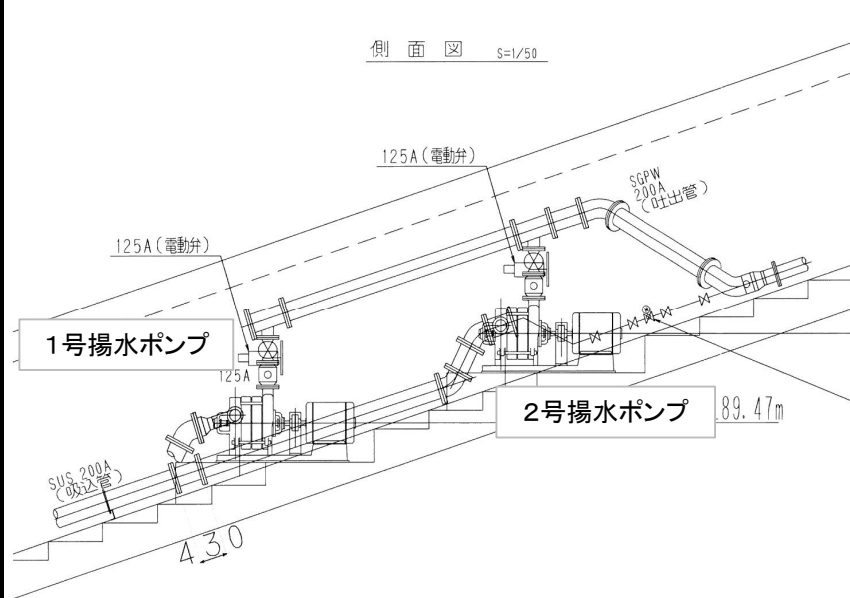 側面図 S=1/50
125A(電動弁)
SGPW
200A
(吐出管)
125A(電動弁)
1号揚水ポンプ
125A
2号揚水ポンプ
89.47m
SUS 200A
(吸込管)
430